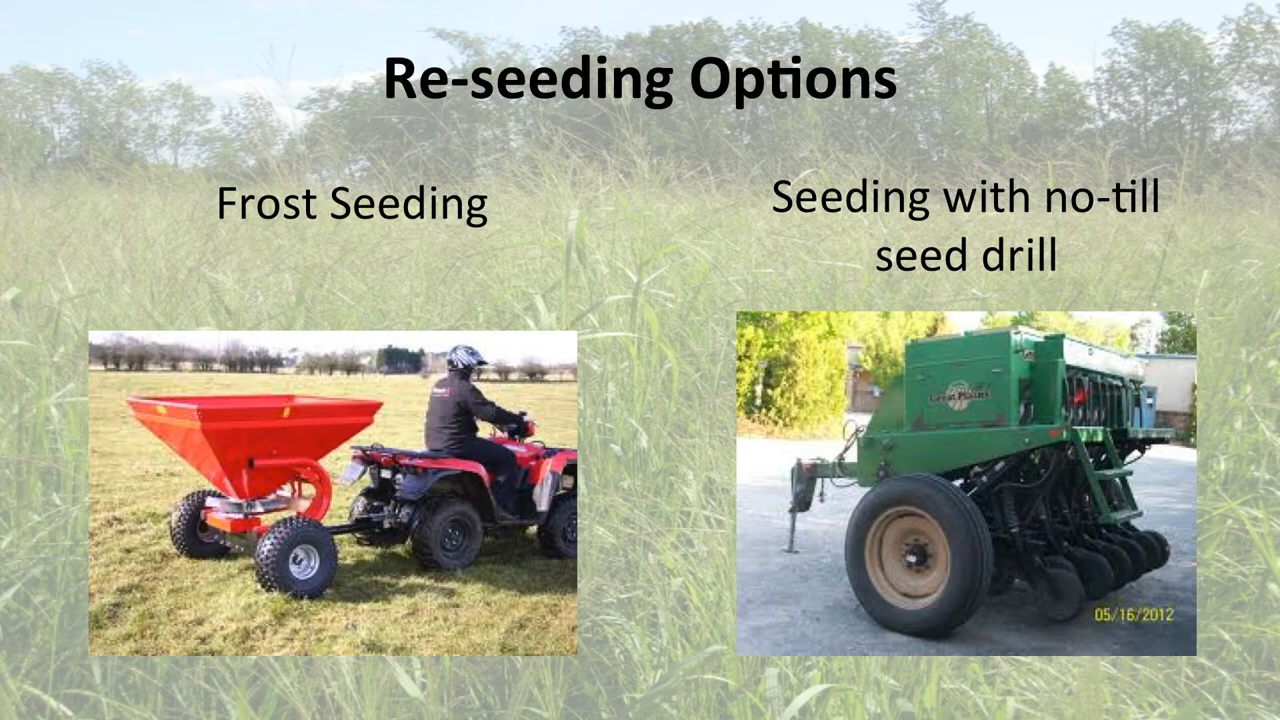 Re-seeding Options
Frost Seeding
Seeding with no-till
seed drill
Great Plains
05/16/2012